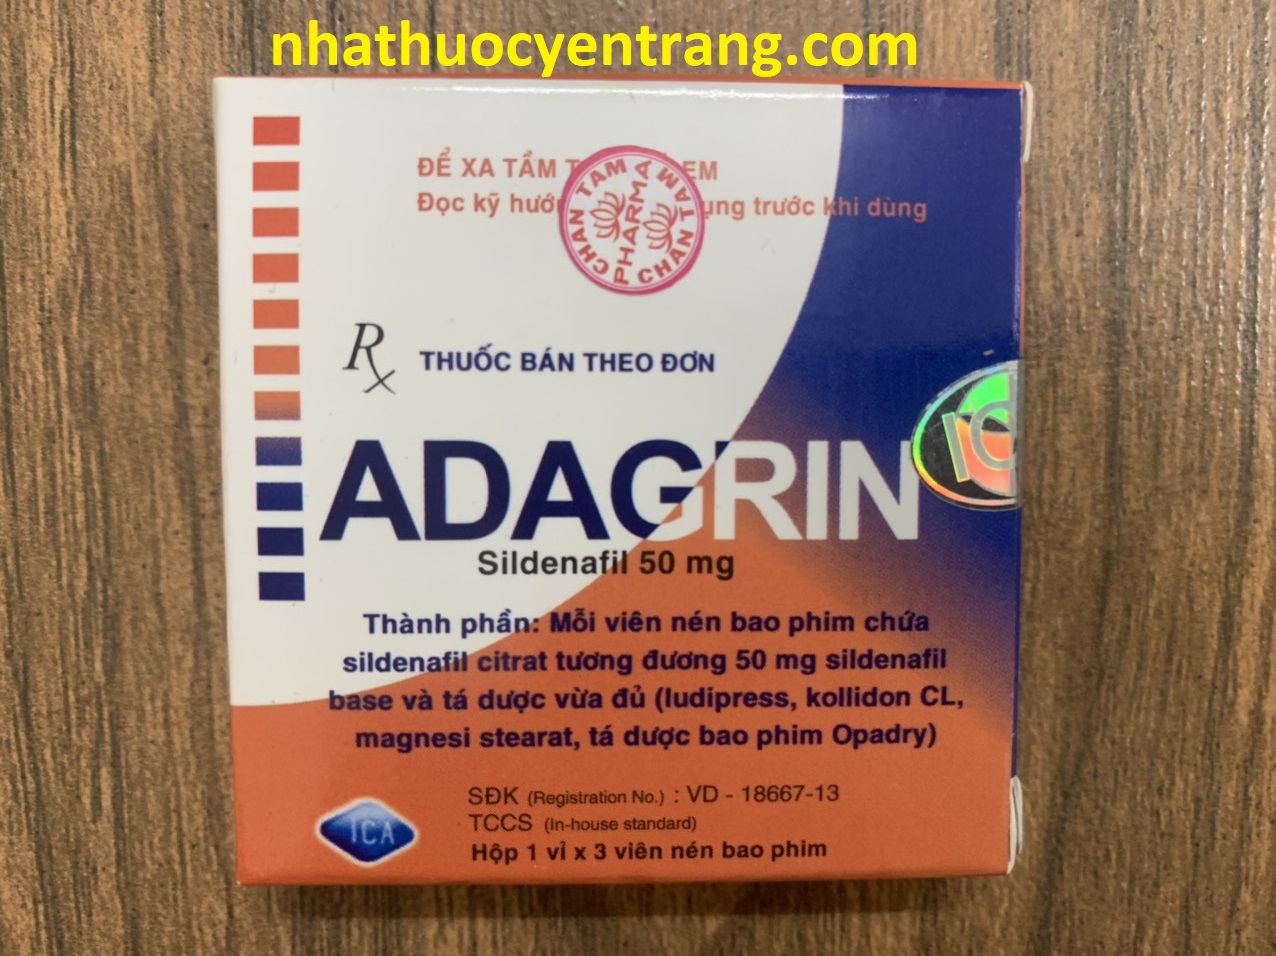 nhathuocyentrang.com
ĐỂ XA TẦM EM
Đọc kỹ trước khi dùng
CHAN TAM
PHARMA
CHAN TAM
Rx THUỐC BÁN THEO ĐƠN
ADAGRIN
Sildenafil 50 mg
Thành phần: Mỗi viên nén bao phim chứa
sildenafil citrat tương đương 50 mg sildenafil
base và tá dược vừa đủ (ludipress, kollidon CL,
magnesi stearat, tá dược bao phim Opadry)
SĐK (Registration No.) : VD - 18667-13
TCCS (In-house standard)
Hộp 1 vỉ x 3 viên nén bao phim
ICA